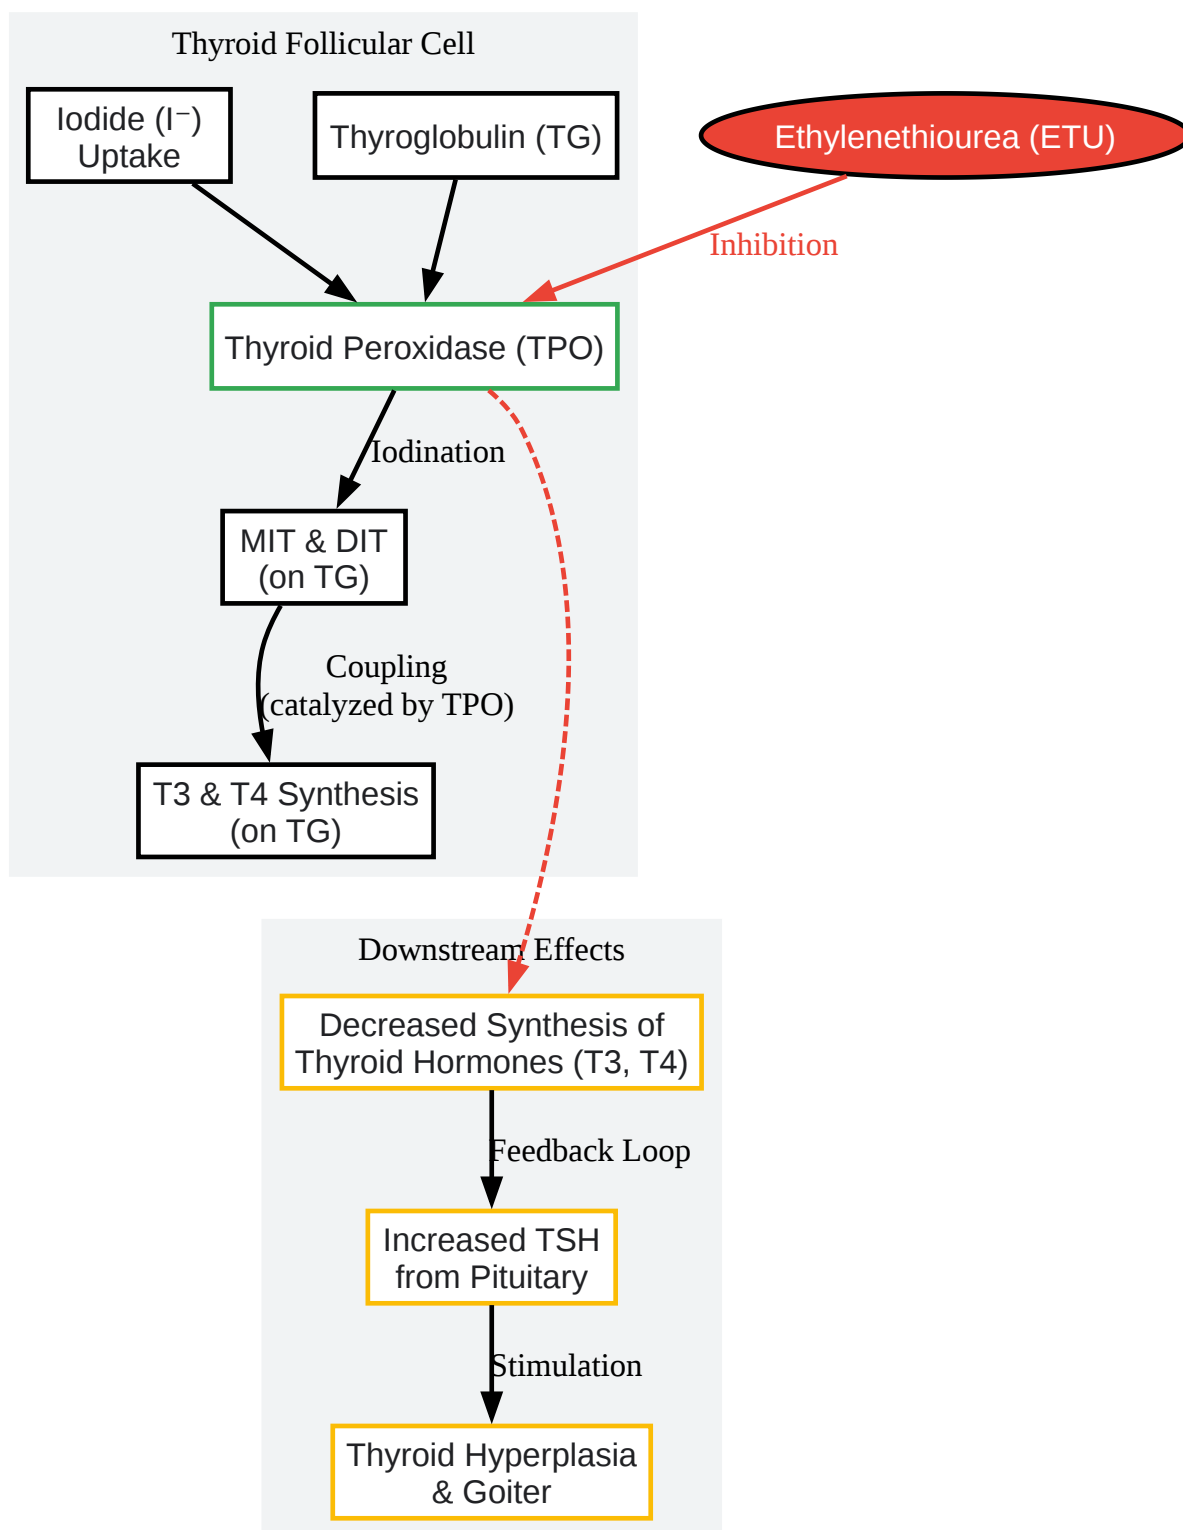 Thyroid Follicular Cell
Iodide (I⁻)
Uptake
Thyroglobulin (TG)
Ethylenethiourea (ETU)
Inhibition
Thyroid Peroxidase (TPO)
Iodination
MIT & DIT
(on TG)
Coupling
(catalyzed by TPO)
T3 & T4 Synthesis
(on TG)
Downstream Effects
Decreased Synthesis of
Thyroid Hormones (T3, T4)
Feedback Loop
Increased TSH
from Pituitary
Stimulation
Thyroid Hyperplasia
& Goiter